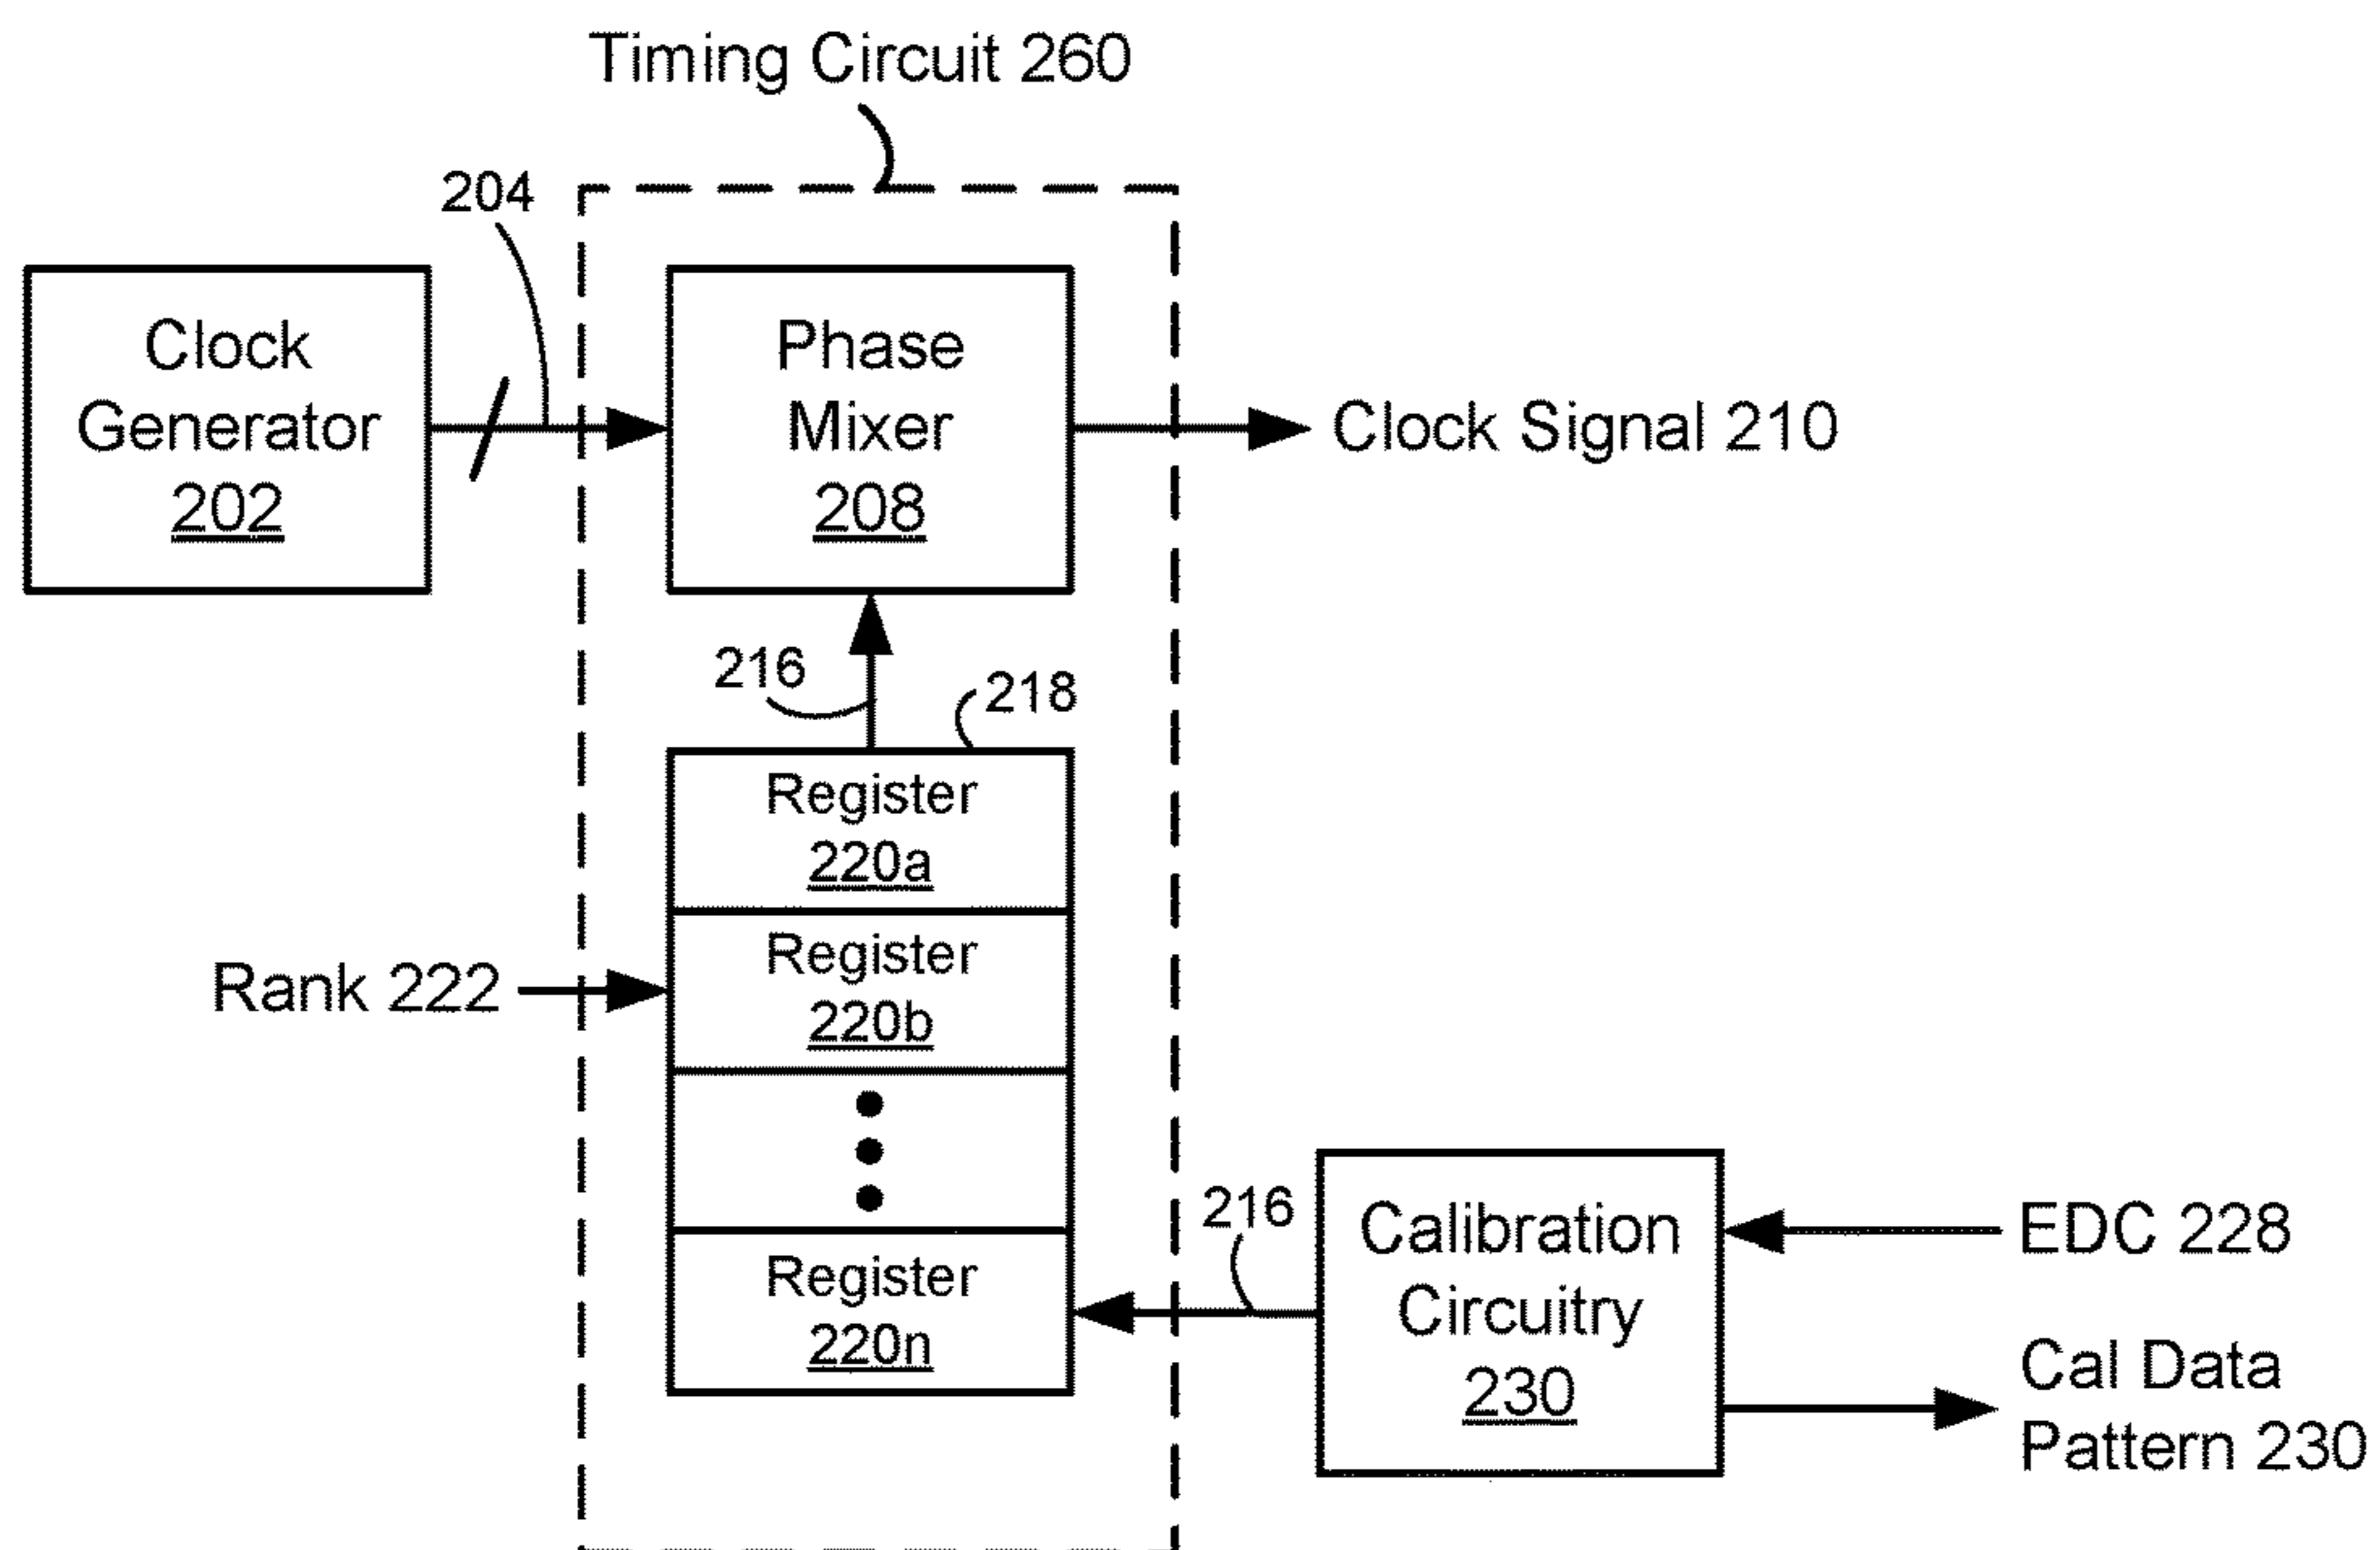 Timing Circuit 260
204
Clock
Generator
202
Phase
Mixer
208
Clock Signal 210
216
218
Register
220a
Rank 222
Register
220b
Register
220n
216
Calibration
Circuitry
230
EDC 228
Cal Data
Pattern 230